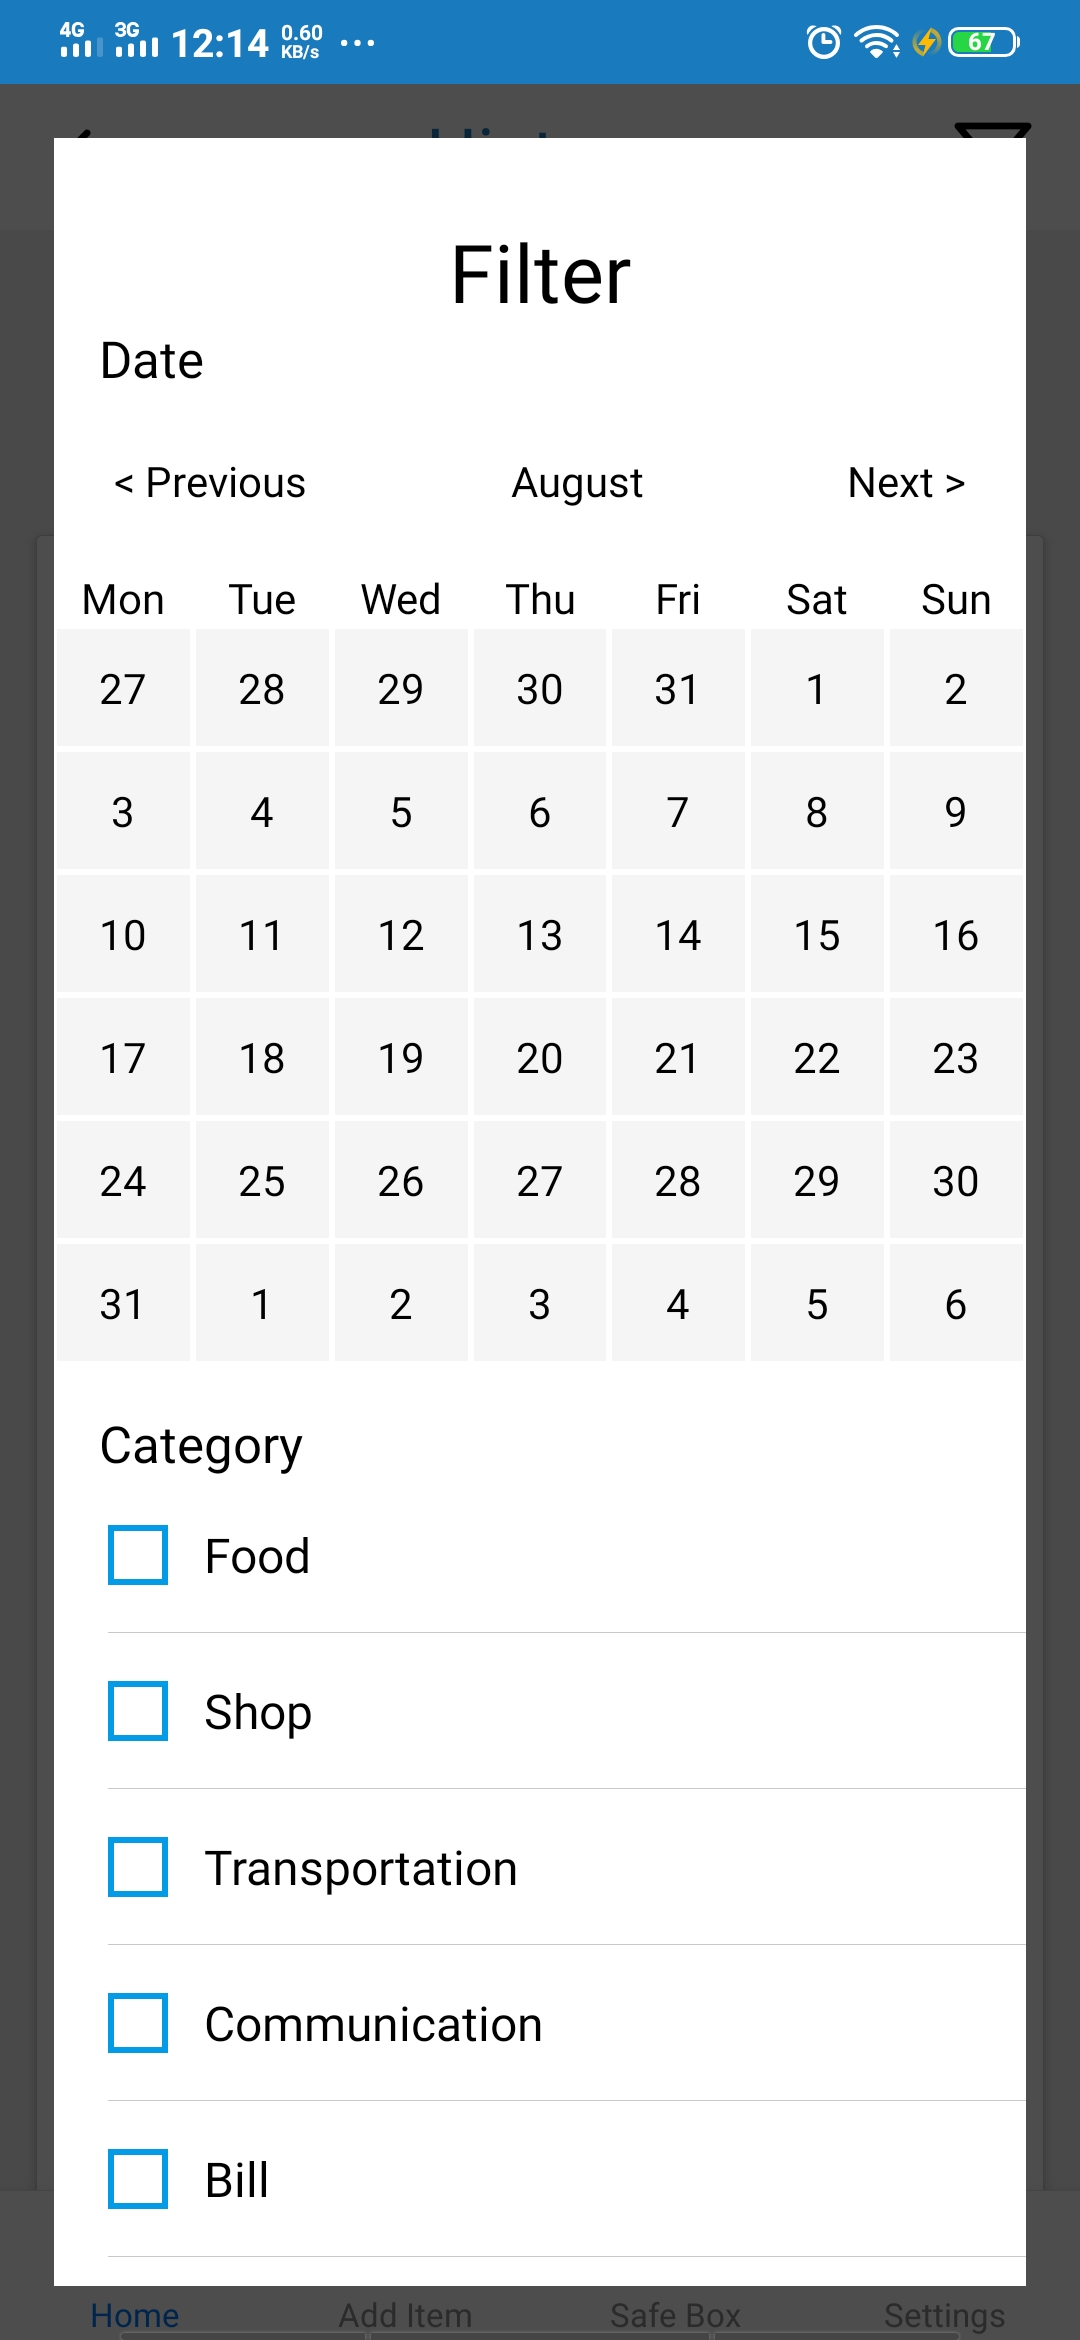 4G 3G 12:14 0.60 KB/s ... 67
Filter
Date
< Previous August Next >
Mon Tue Wed Thu Fri Sat Sun
27 28 29 30 31 1 2
3 4 5 6 7 8 9
10 11 12 13 14 15 16
17 18 19 20 21 22 23
24 25 26 27 28 29 30
31 1 2 3 4 5 6
Category
Food
Shop
Transportation
Communication
Bill
Home Add Item Safe Box Settings